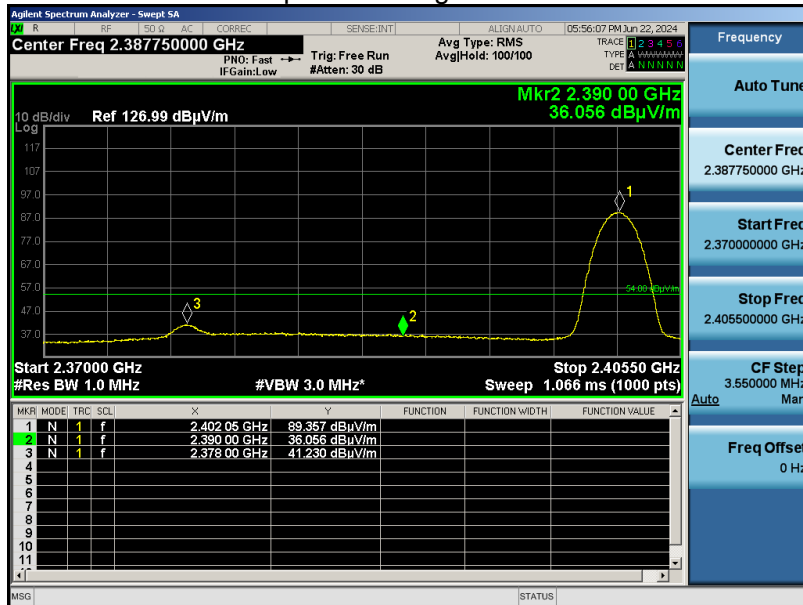 Agilent Spectrum Analyzer - Swept SA
LXI R RF 50 Ω AC CORREC SENSE:INT ALIGN AUTO 05:56:07 PM Jun 22, 2024
Center Freq 2.387750000 GHz
PNO: Fast
IFGain:Low
Trig: Free Run
#Atten: 30 dB
Avg Type: RMS
Avg|Hold: 100/100
TRACE 1 2 3 4 5 6
TYPE A WWWWW
DET A N N N N N
Mkr2 2.390 00 GHz
36.056 dBµV/m
10 dB/div Ref 126.99 dBµV/m
Log
117
107
97.0
87.0
77.0
67.0
57.0
47.0
37.0
1
2
3
54.00 dBµV/m
Start 2.37000 GHz Stop 2.40550 GHz
#Res BW 1.0 MHz #VBW 3.0 MHz* Sweep 1.066 ms (1000 pts)
MKR MODE TRC SCL X Y FUNCTION FUNCTION WIDTH FUNCTION VALUE
1 N 1 f 2.402 05 GHz 89.357 dBµV/m
2 N 1 f 2.390 00 GHz 36.056 dBµV/m
3 N 1 f 2.378 00 GHz 41.230 dBµV/m
4
5
6
7
8
9
10
11
MSG STATUS
Frequency
Auto Tune
Center Freq
2.387750000 GHz
Start Freq
2.370000000 GHz
Stop Freq
2.405500000 GHz
CF Step
3.550000 MHz
Auto Man
Freq Offset
0 Hz